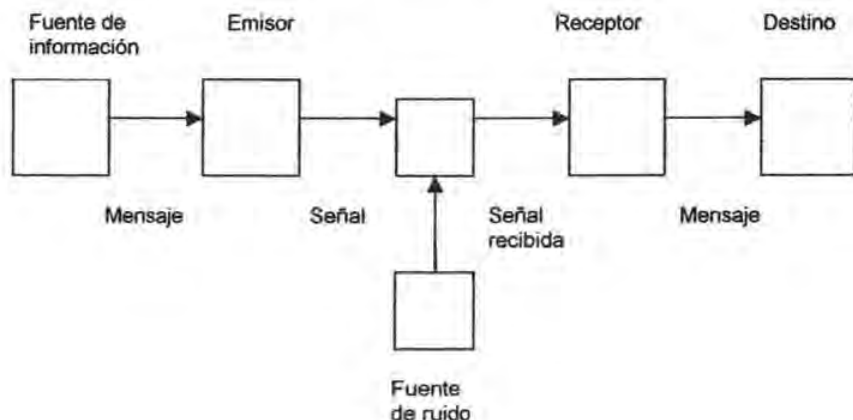 Fuente de
información
Emisor
Receptor
Destino
Mensaje
Señal
Señal
recibida
Mensaje
Fuente
de ruido